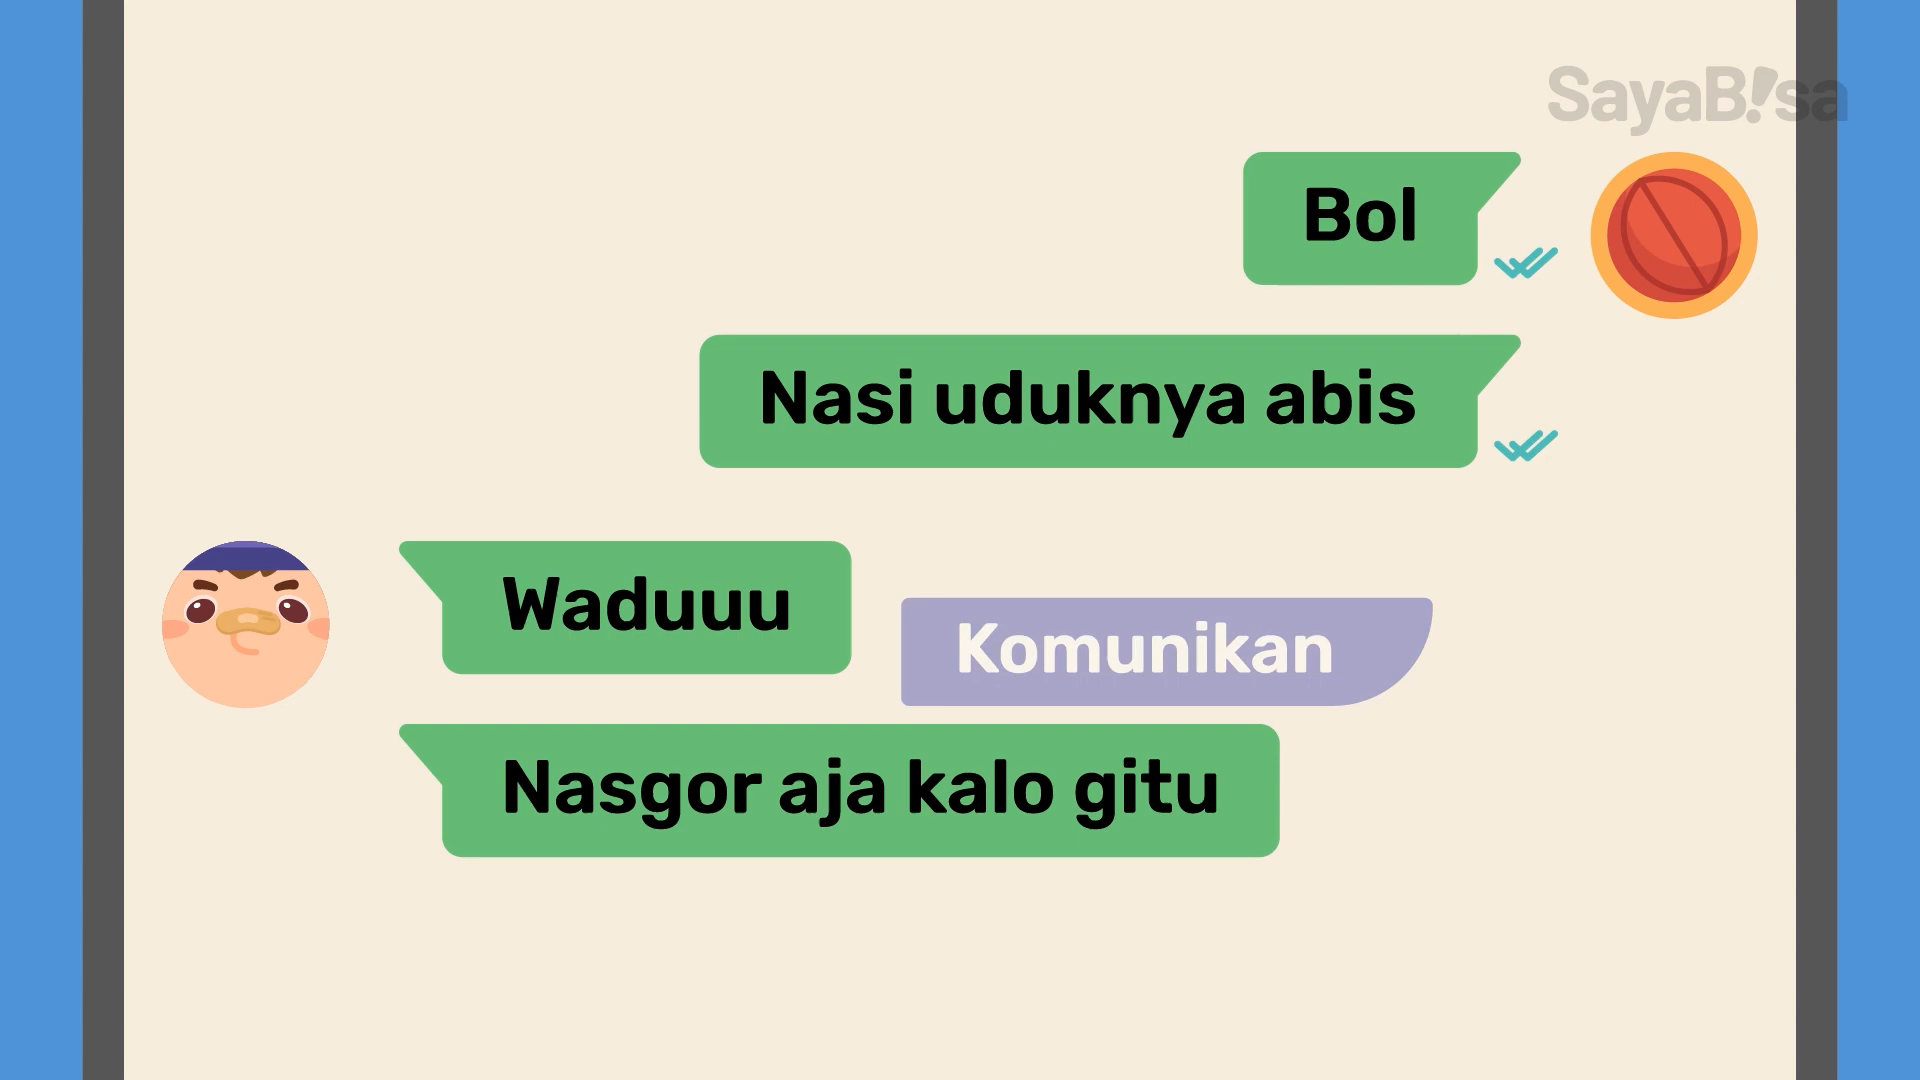 SayaB!sa
Bol
Nasi uduknya abis
Waduuu
Komunikan
Nasgor aja kalo gitu